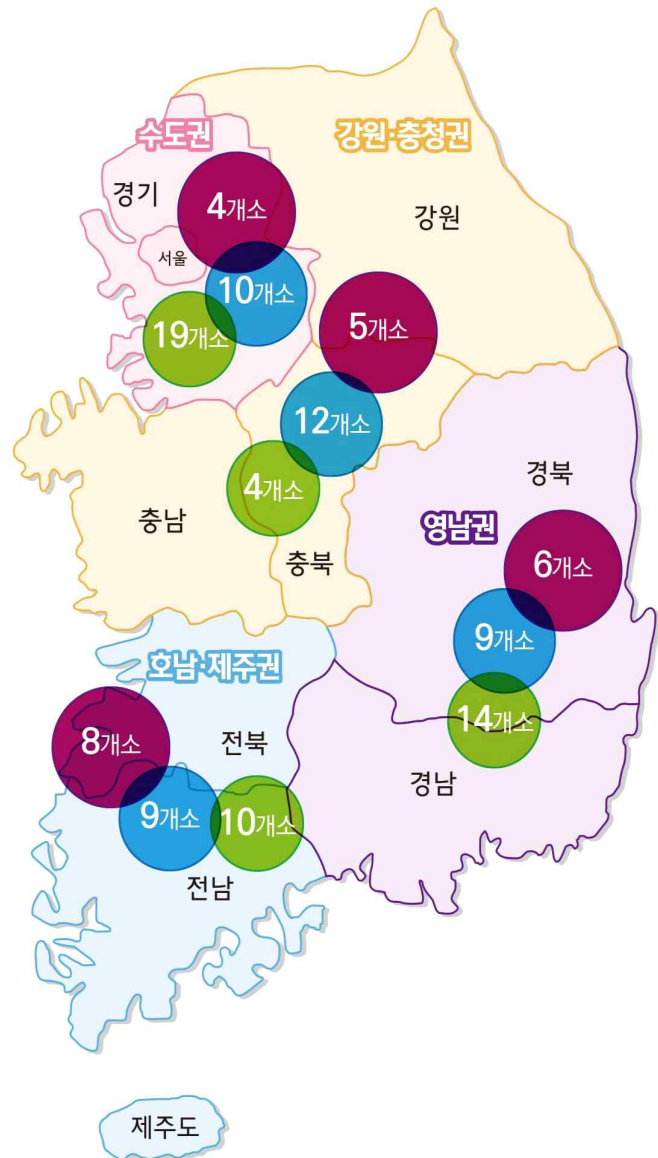 수도권
강원·충청권
경기
4개소
강원
서울
10개소
19개소
5개소
12개소
4개소
충남
충북
경북
영남권
6개소
9개소
14개소
경남
호남·제주권
8개소
전북
9개소
10개소
전남
제주도